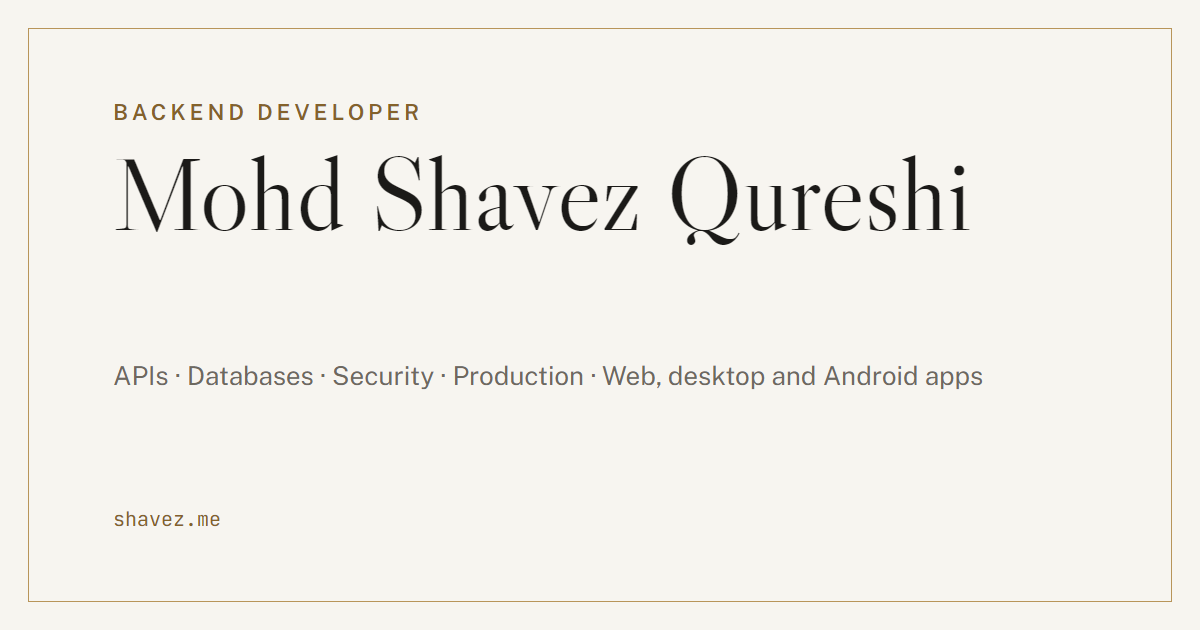 BACKEND DEVELOPER
Mohd Shavez Qureshi
APIs · Databases · Security · Production · Web, desktop and Android apps
shavez.me